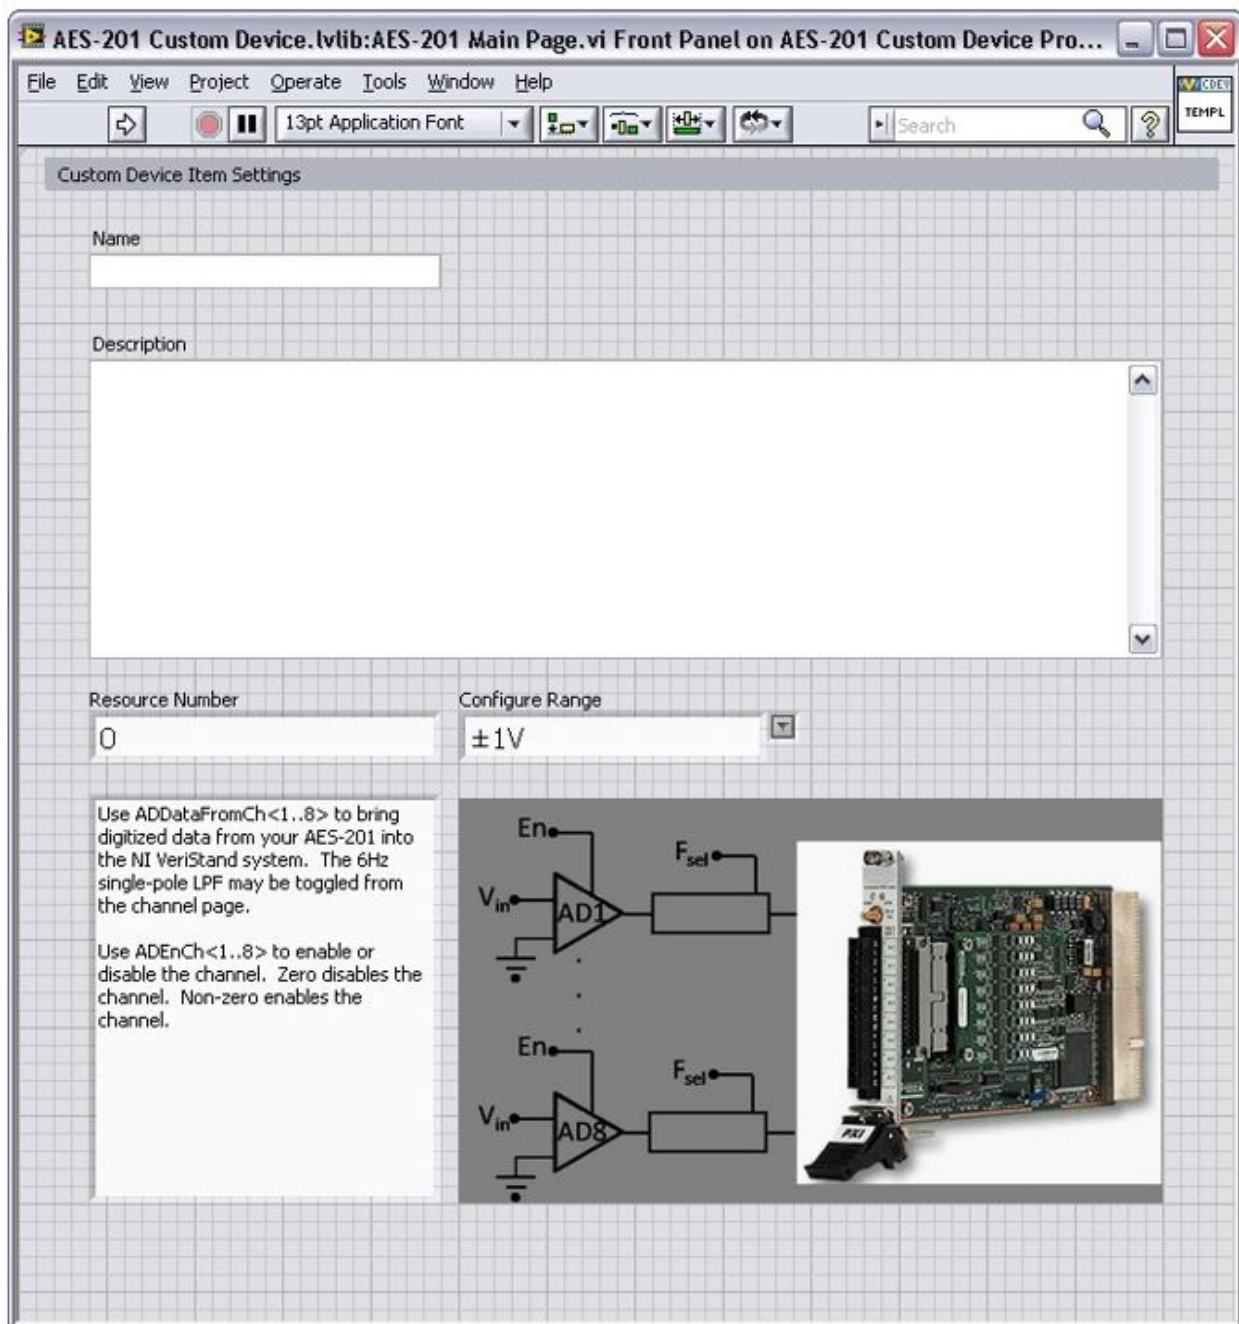 AES-201 Custom Device.lvlib:AES-201 Main Page.vi Front Panel on AES-201 Custom Device Pro...
File Edit View Project Operate Tools Window Help
13pt Application Font
Search
CDEV
TEMPL
Custom Device Item Settings
Name
Description
Resource Number
Configure Range
0
±1V
Use ADDataFromCh<1..8> to bring
digitized data from your AES-201 into
the NI VeriStand system. The 6Hz
single-pole LPF may be toggled from
the channel page.
Use ADEnCh<1..8> to enable or
disable the channel. Zero disables the
channel. Non-zero enables the
channel.
En
Fsel
Vin
AD1
En
Fsel
Vin
AD8
PXI